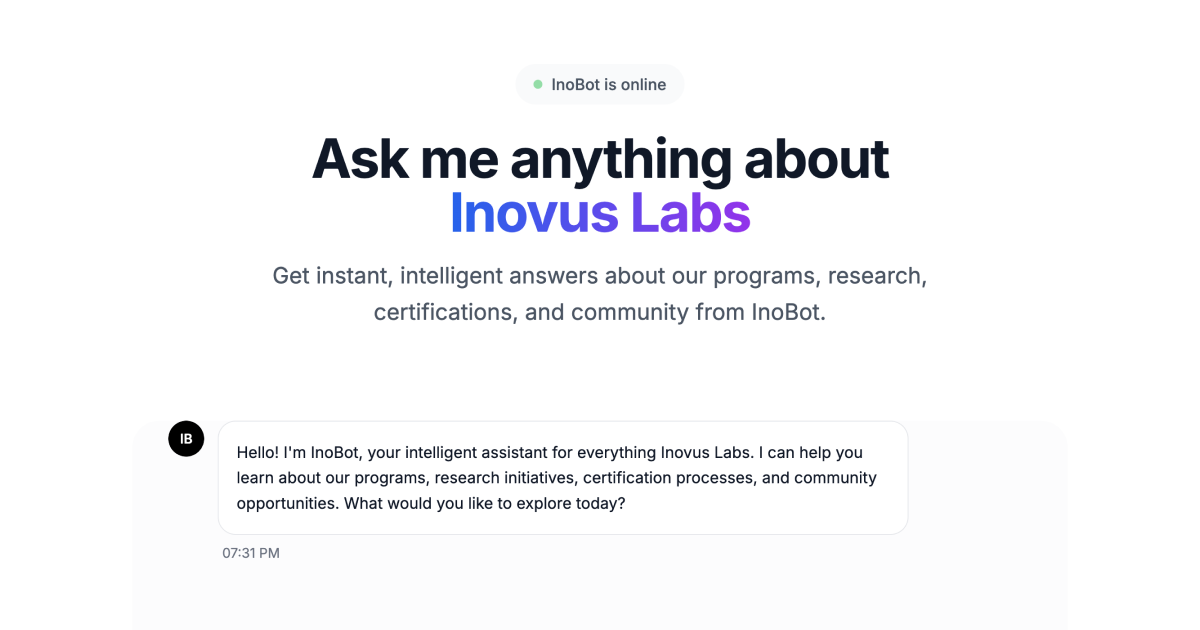 InoBot is online
Ask me anything about
Inovus Labs
Get instant, intelligent answers about our programs, research,
certifications, and community from InoBot.
IB
Hello! I'm InoBot, your intelligent assistant for everything Inovus Labs. I can help you
learn about our programs, research initiatives, certification processes, and community
opportunities. What would you like to explore today?
07:31 PM